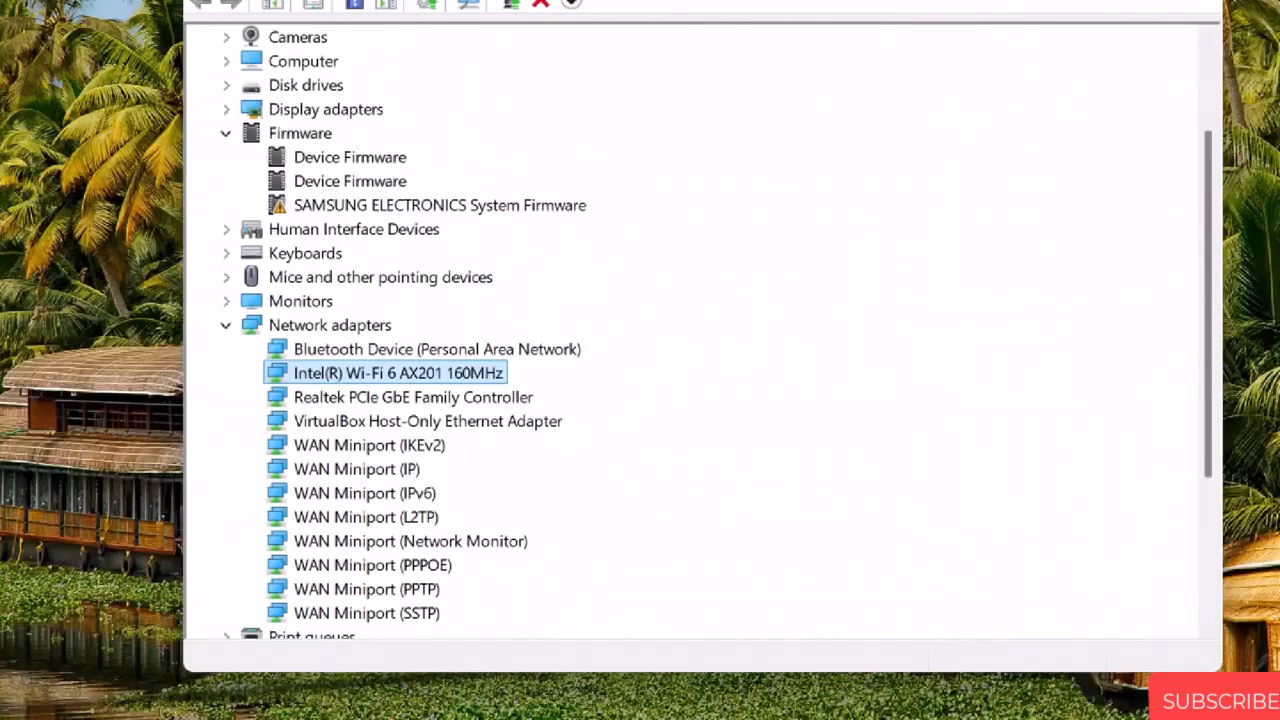 Cameras
Computer
Disk drives
Display adapters
Firmware
Device Firmware
Device Firmware
SAMSUNG ELECTRONICS System Firmware
Human Interface Devices
Keyboards
Mice and other pointing devices
Monitors
Network adapters
Bluetooth Device (Personal Area Network)
Intel(R) Wi-Fi 6 AX201 160MHz
Realtek PCIe GbE Family Controller
VirtualBox Host-Only Ethernet Adapter
WAN Miniport (IKEv2)
WAN Miniport (IP)
WAN Miniport (IPv6)
WAN Miniport (L2TP)
WAN Miniport (Network Monitor)
WAN Miniport (PPPOE)
WAN Miniport (PPTP)
WAN Miniport (SSTP)
Print queues
SUBSCRIBE